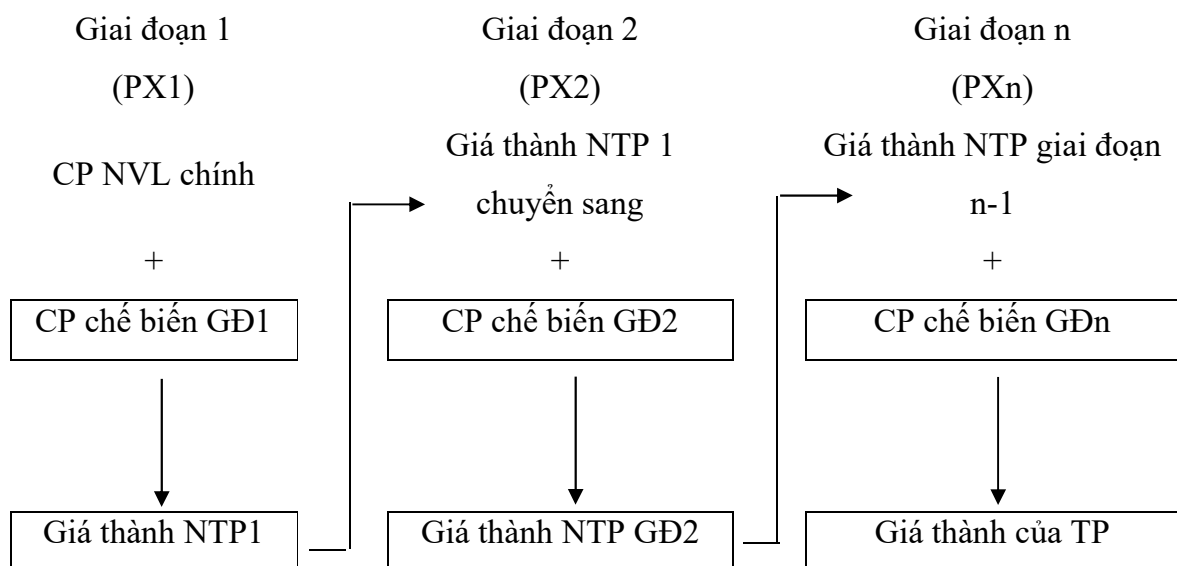 Giai đoạn 1
(PX1)
CP NVL chính
+
CP chế biến GĐ1
Giá thành NTP1
Giai đoạn 2
(PX2)
Giá thành NTP 1
chuyển sang
+
CP chế biến GĐ2
Giá thành NTP GĐ2
Giai đoạn n
(PXn)
Giá thành NTP giai đoạn
n-1
+
CP chế biến GĐn
Giá thành của TP